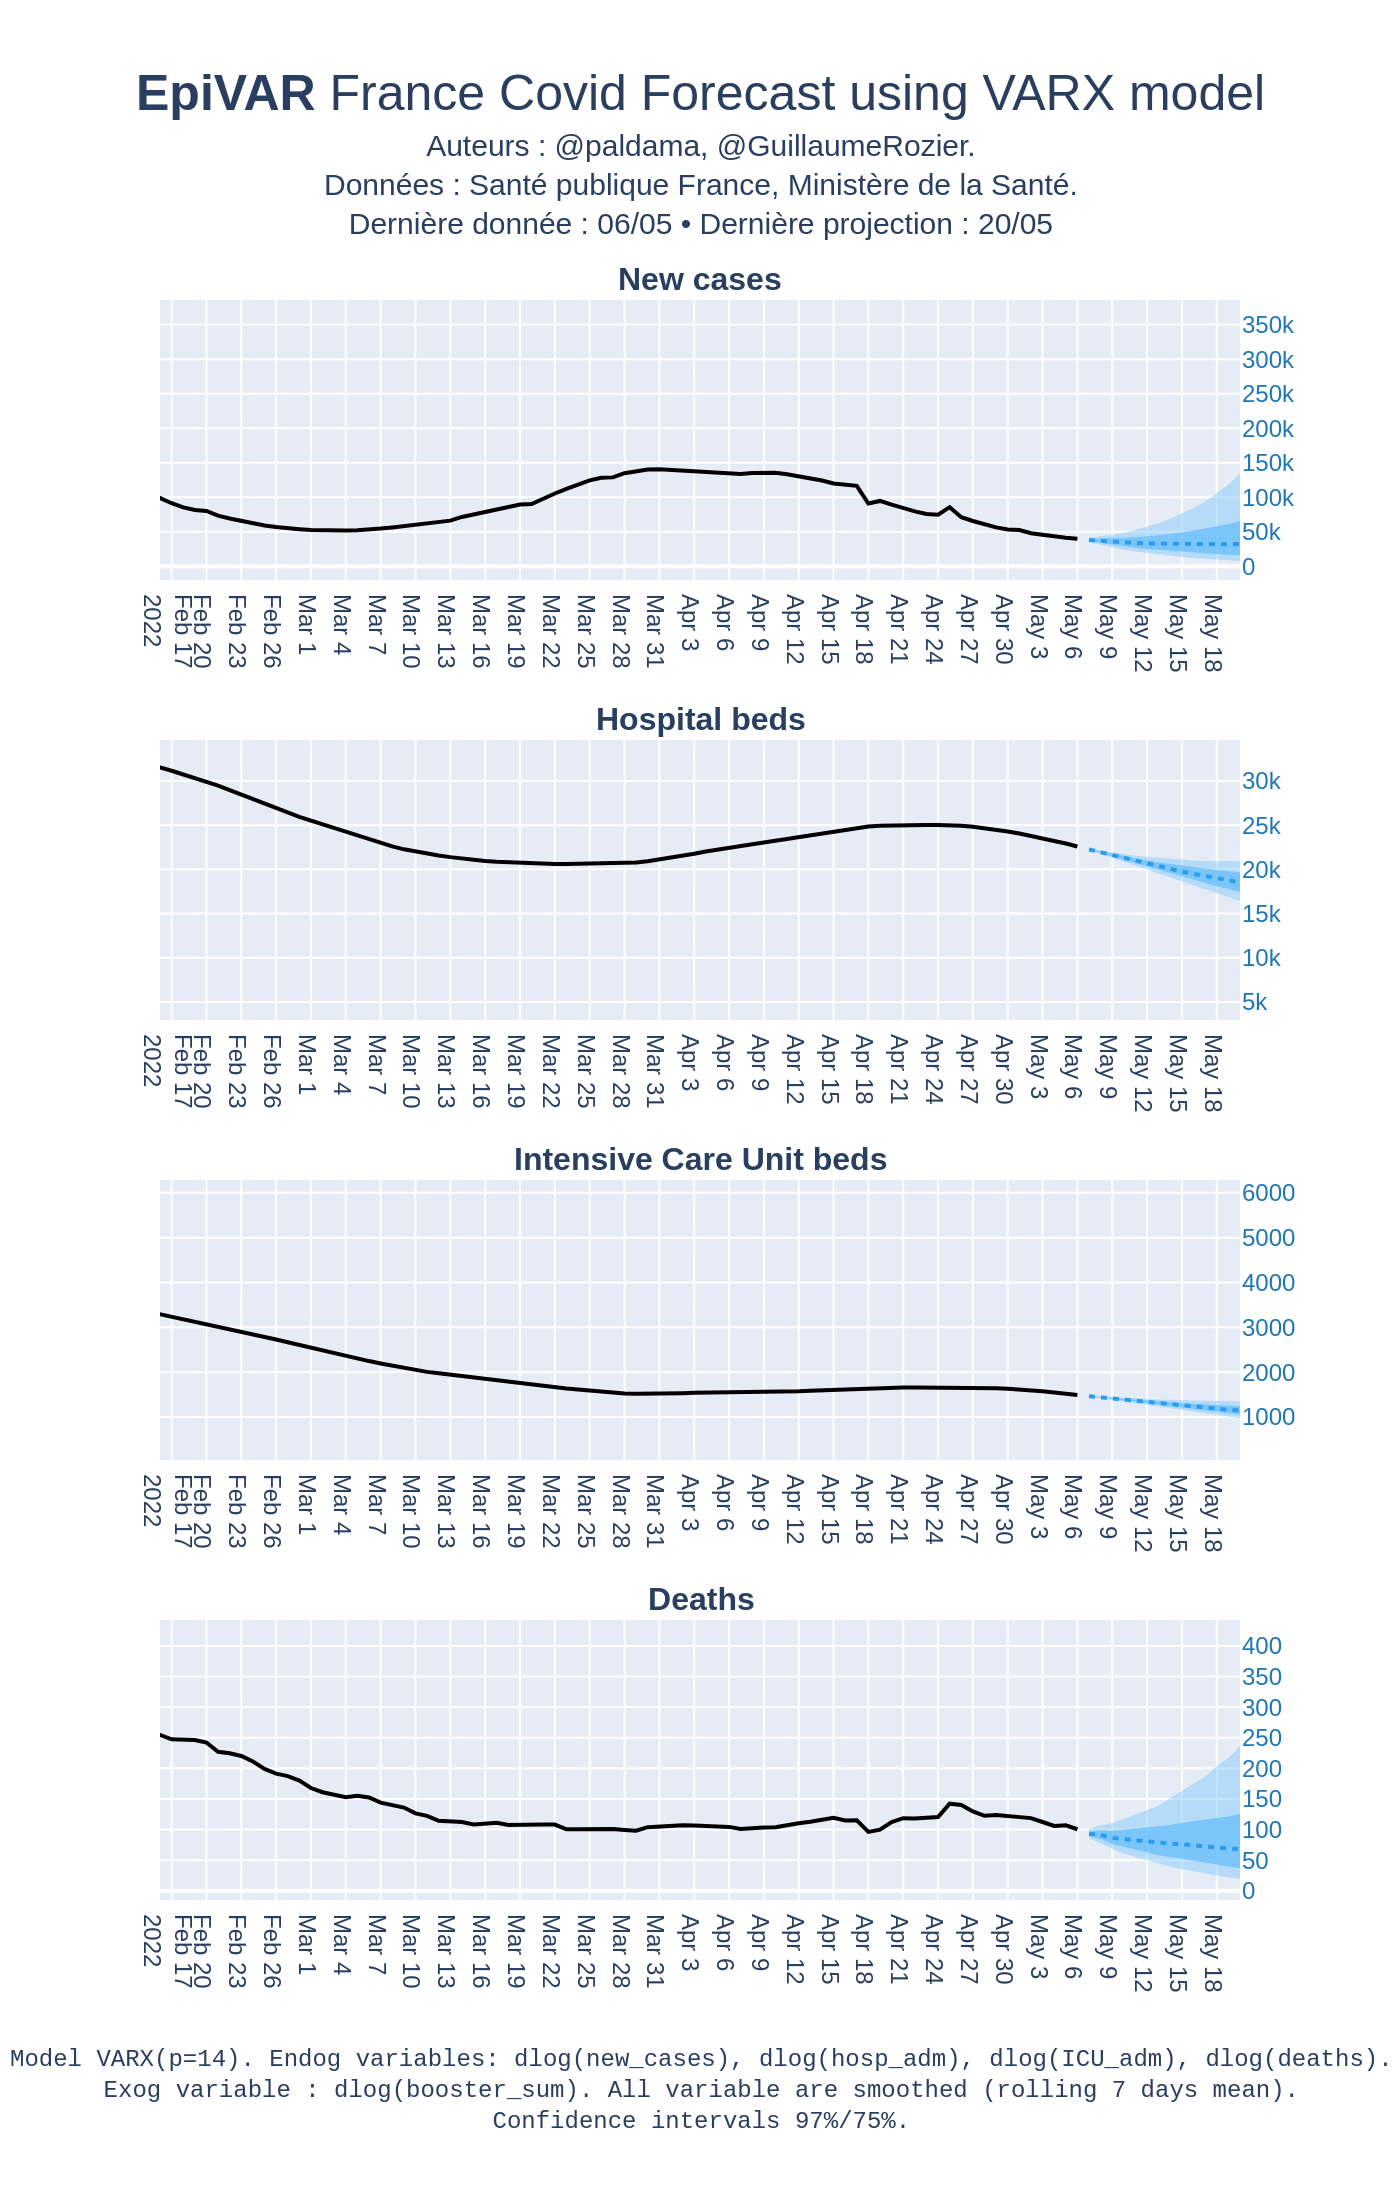 EpiVAR France Covid Forecast using VARX model
Auteurs : @paldama, @GuillaumeRozier.
Données : Santé publique France, Ministère de la Santé.
Dernière donnée : 06/05 • Dernière projection : 20/05
New cases
350k
300k
250k
200k
150k
100k
50k
0
2022
Feb 17
Feb 20
Feb 23
Feb 26
Mar 1
Mar 4
Mar 7
Mar 10
Mar 13
Mar 16
Mar 19
Mar 22
Mar 25
Mar 28
Mar 31
Apr 3
Apr 6
Apr 9
Apr 12
Apr 15
Apr 18
Apr 21
Apr 24
Apr 27
Apr 30
May 3
May 6
May 9
May 12
May 15
May 18
Hospital beds
30k
25k
20k
15k
10k
5k
2022
Feb 17
Feb 20
Feb 23
Feb 26
Mar 1
Mar 4
Mar 7
Mar 10
Mar 13
Mar 16
Mar 19
Mar 22
Mar 25
Mar 28
Mar 31
Apr 3
Apr 6
Apr 9
Apr 12
Apr 15
Apr 18
Apr 21
Apr 24
Apr 27
Apr 30
May 3
May 6
May 9
May 12
May 15
May 18
Intensive Care Unit beds
6000
5000
4000
3000
2000
1000
2022
Feb 17
Feb 20
Feb 23
Feb 26
Mar 1
Mar 4
Mar 7
Mar 10
Mar 13
Mar 16
Mar 19
Mar 22
Mar 25
Mar 28
Mar 31
Apr 3
Apr 6
Apr 9
Apr 12
Apr 15
Apr 18
Apr 21
Apr 24
Apr 27
Apr 30
May 3
May 6
May 9
May 12
May 15
May 18
Deaths
400
350
300
250
200
150
100
50
0
2022
Feb 17
Feb 20
Feb 23
Feb 26
Mar 1
Mar 4
Mar 7
Mar 10
Mar 13
Mar 16
Mar 19
Mar 22
Mar 25
Mar 28
Mar 31
Apr 3
Apr 6
Apr 9
Apr 12
Apr 15
Apr 18
Apr 21
Apr 24
Apr 27
Apr 30
May 3
May 6
May 9
May 12
May 15
May 18
Model VARX(p=14). Endog variables: dlog(new_cases), dlog(hosp_adm), dlog(ICU_adm), dlog(deaths).
Exog variable : dlog(booster_sum). All variable are smoothed (rolling 7 days mean).
Confidence intervals 97%/75%.